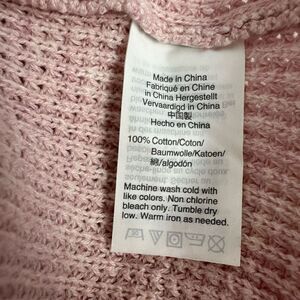 Made in China
Fabriqué en Chine
in China Hergestellt
Vervaardigd in China
中国製
Hecho en China
100% Cotton/Coton/
Baumwolle/Katoen/
綿/algodón
Machine wash cold with
like colors. Non chlorine
bleach only. Tumble dry
low. Warm iron as needed.